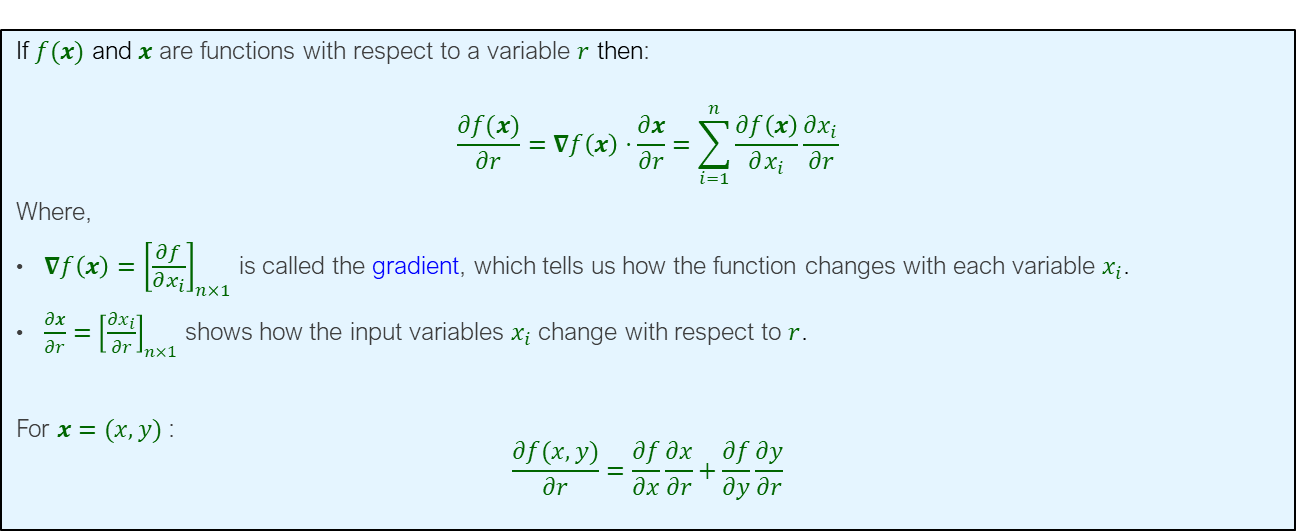 If f(𝒙) and 𝒙 are functions with respect to a variable r then:
∂f(𝒙)/∂r = 𝛁f(𝒙) · ∂𝒙/∂r = ∑_{i=1}^{n} ∂f(𝒙)/∂x_i ∂x_i/∂r
Where,
• 𝛁f(𝒙) = [∂f/∂x_i]_{n×1} is called the gradient, which tells us how the function changes with each variable x_i.
• ∂𝒙/∂r = [∂x_i/∂r]_{n×1} shows how the input variables x_i change with respect to r.
For 𝒙 = (x, y) :
∂f(x, y)/∂r = ∂f/∂x ∂x/∂r + ∂f/∂y ∂y/∂r